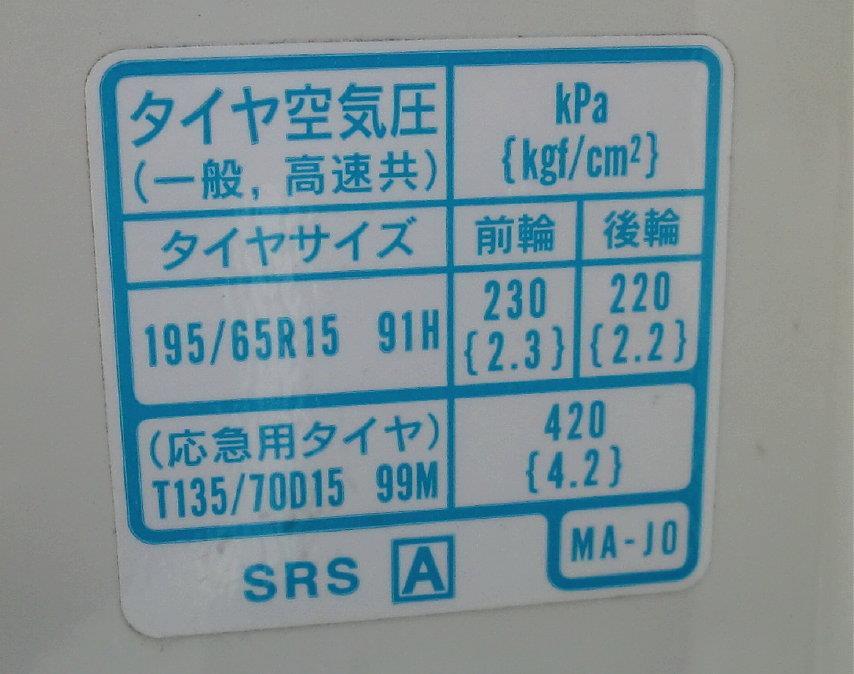 タイヤ空気圧
(一般, 高速共)
kPa
{kgf/cm²}
タイヤサイズ 前輪 後輪
195/65R15 91H
230
{2.3}
220
{2.2}
(応急用タイヤ)
T135/70D15 99M
420
{4.2}
SRS A
MA-J0